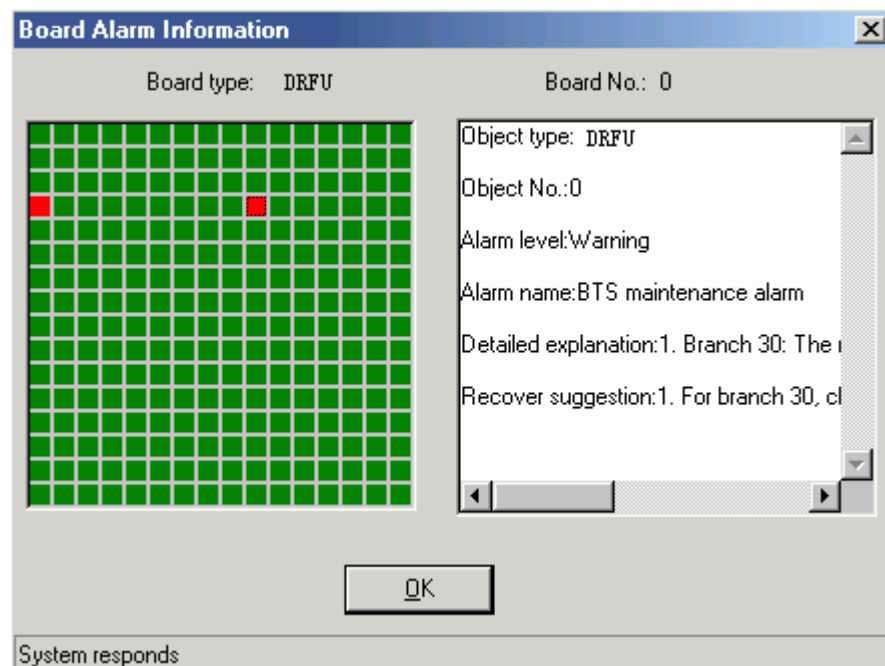 Board Alarm Information
Board type: DRFU
Board No.: 0
Object type: DRFU
Object No.:0
Alarm level:Warning
Alarm name:BTS maintenance alarm
Detailed explanation:1. Branch 30: The
Recover suggestion:1. For branch 30,
OK
System responds